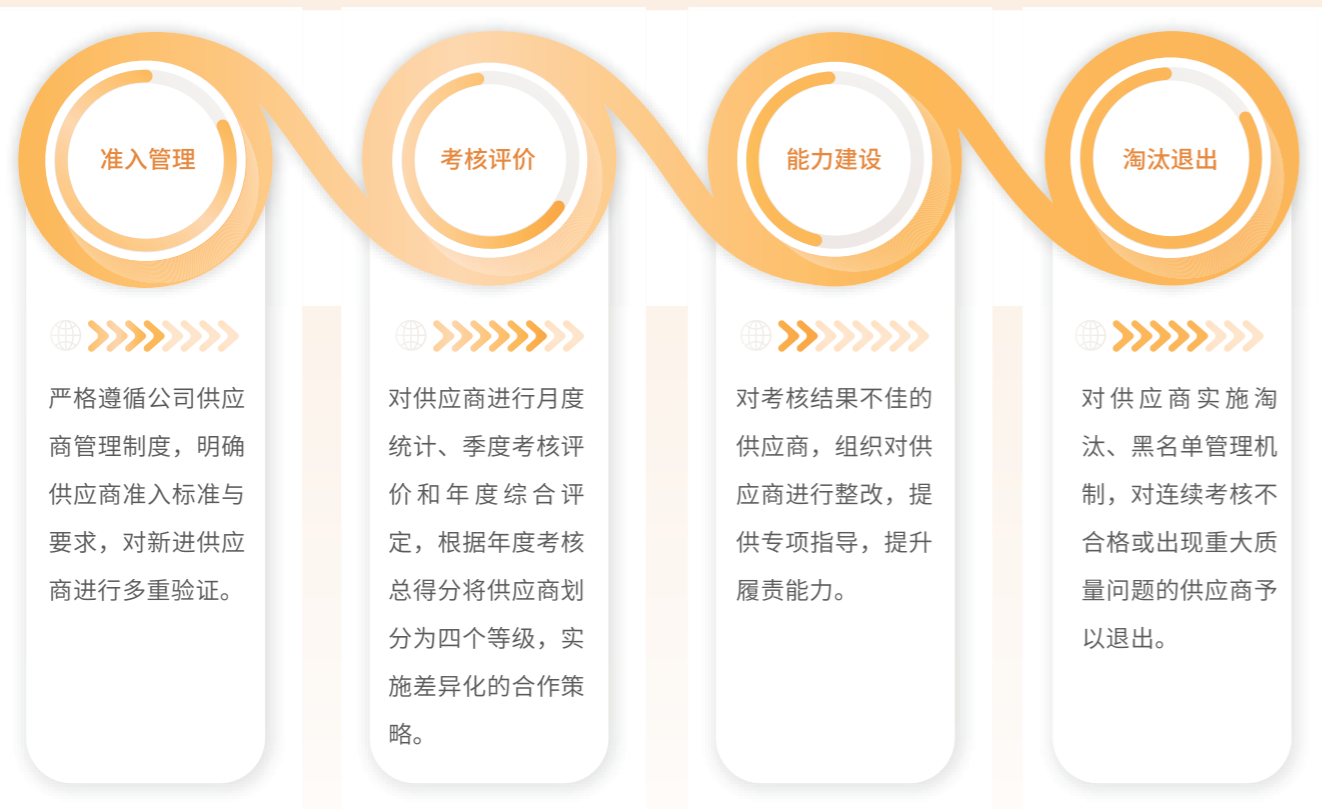 准入管理
严格遵循公司供应
商管理制度，明确
供应商准入标准与
要求，对新进供应
商进行多重验证。
考核评价
对供应商进行月度
统计、季度考核评
价和年度综合评
定，根据年度考核
总得分将供应商划
分为四个等级，实
施差异化的合作策
略。
能力建设
对考核结果不佳的
供应商，组织对供
应商进行整改，提
供专项指导，提升
履责能力。
淘汰退出
对供应商实施淘
汰、黑名单管理机
制，对连续考核不
合格或出现重大质
量问题的供应商予
以退出。